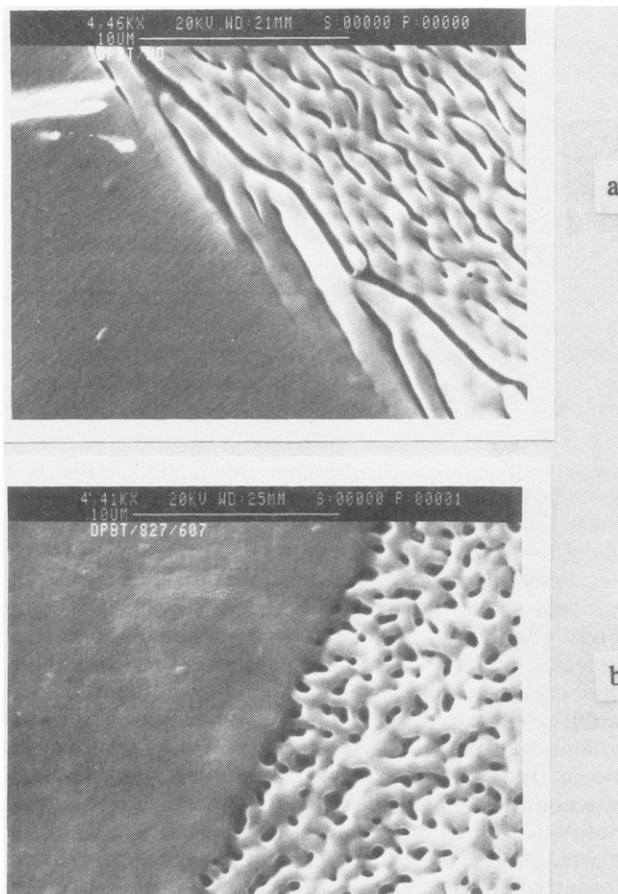 4.46KX 20KV WD:21MM S:00000 P:00000
10UM
a
4.41KX 20KV WD:25MM S:00000 P:00001
10UM
DPBT/827/607
b